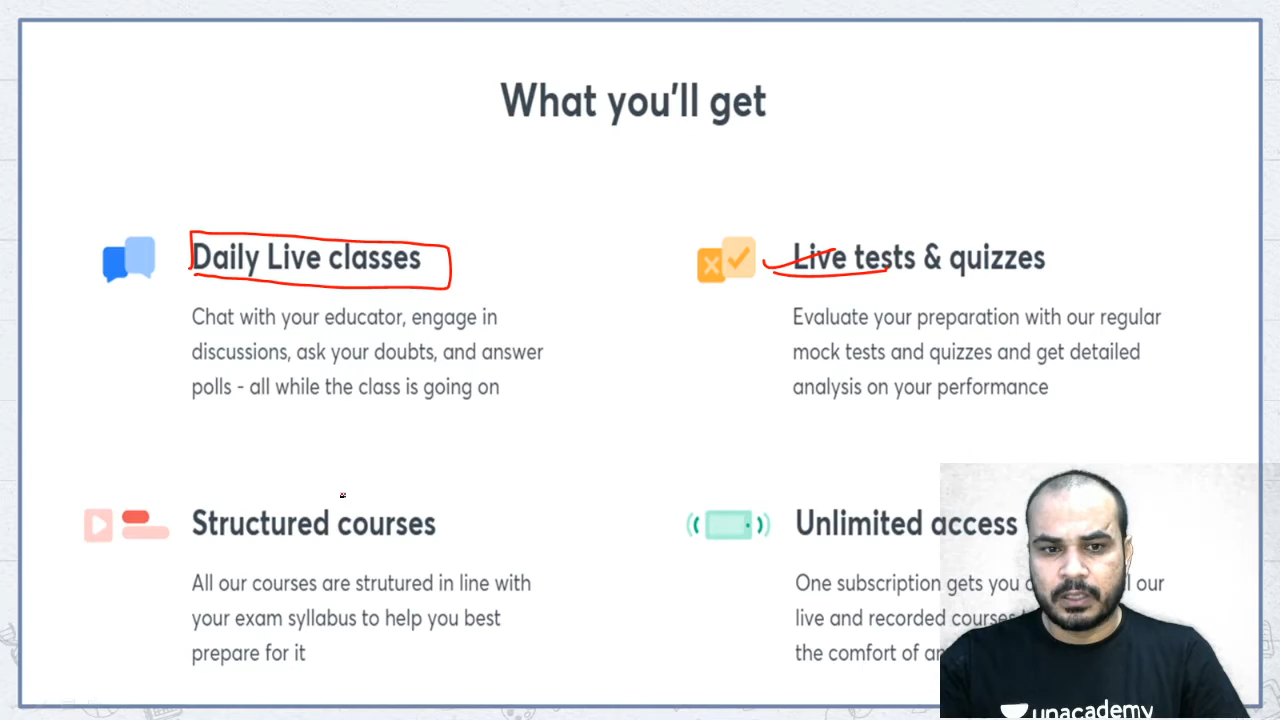 What you'll get
Daily Live classes
Chat with your educator, engage in
discussions, ask your doubts, and answer
polls - all while the class is going on
Live tests & quizzes
Evaluate your preparation with our regular
mock tests and quizzes and get detailed
analysis on your performance
Structured courses
All our courses are strutured in line with
your exam syllabus to help you best
prepare for it
Unlimited access
One subscription gets you our
live and recorded courses
the comfort of
unacademy